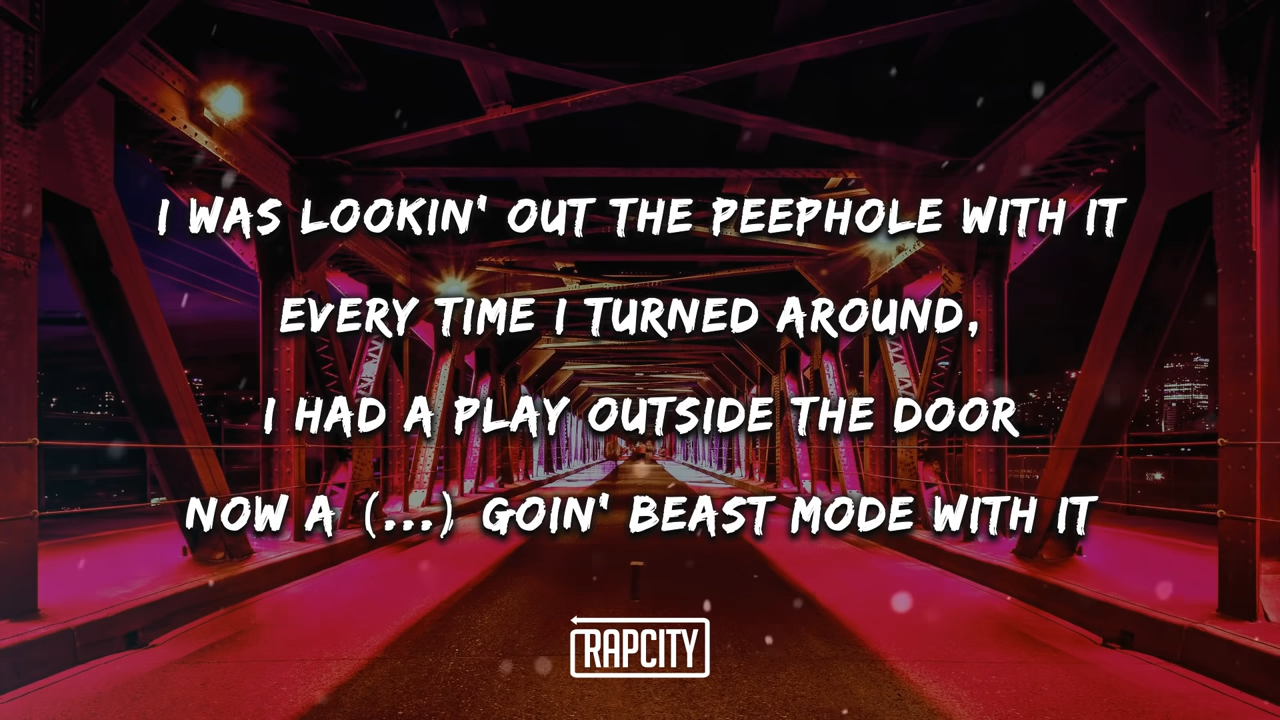 I WAS LOOKIN' OUT THE PEEPHOLE WITH IT
EVERY TIME I TURNED AROUND,
I HAD A PLAY OUTSIDE THE DOOR
NOW A (...) GOIN' BEAST MODE WITH IT
RAPCITY